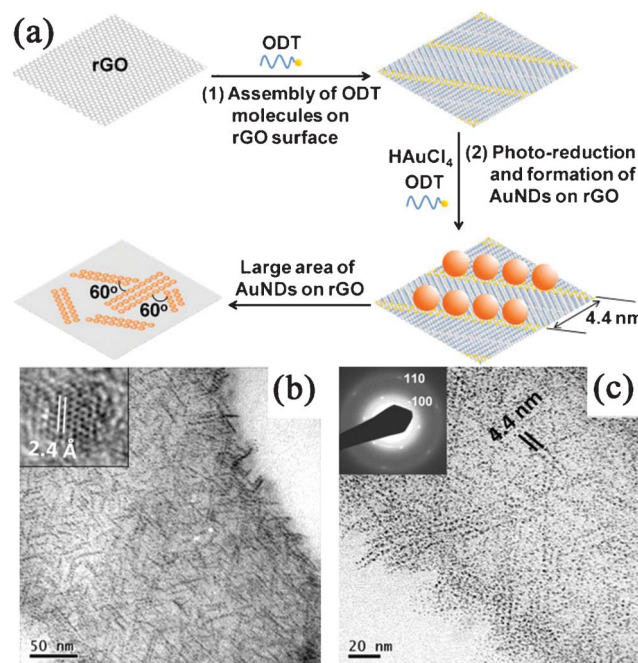 (a)
rGO
ODT
(1) Assembly of ODT
molecules on
rGO surface
HAuCl₄
ODT
(2) Photo-reduction
and formation of
AuNDs on rGO
Large area of
AuNDs on rGO
60°
60°
4.4 nm
(b)
2.4 Å
50 nm
(c)
110
100
4.4 nm
20 nm